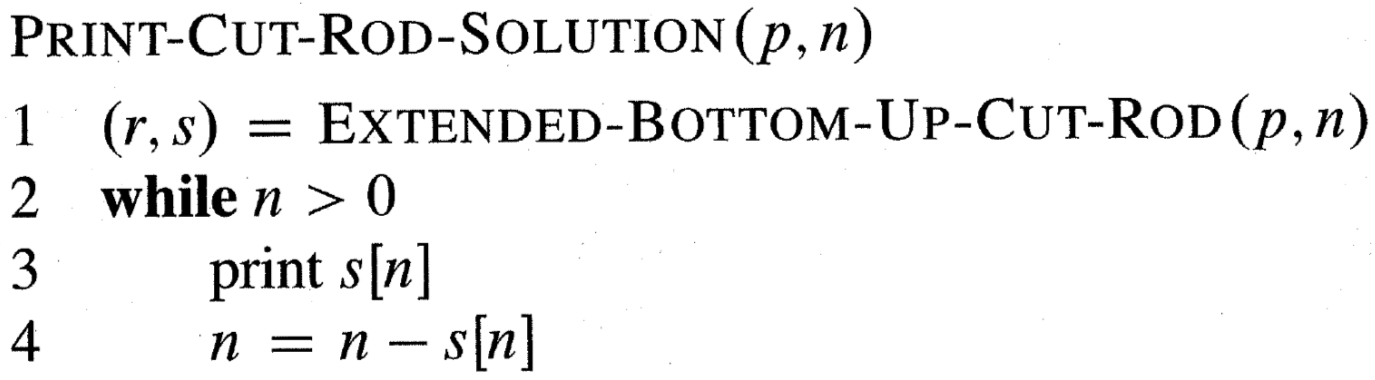 PRINT-CUT-ROD-SOLUTION(p, n)
1 (r, s) = EXTENDED-BOTTOM-UP-CUT-ROD(p, n)
2 while n > 0
3 print s[n]
4 n = n − s[n]